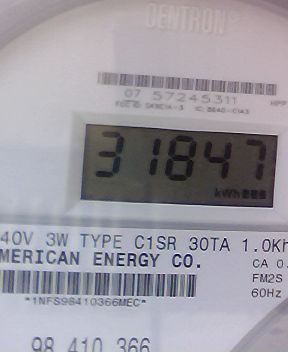 CENTRON®
07 57245311
HPP
31847
kWh
40V 3W TYPE C1SR 30TA 1.0Kh
MERICAN ENERGY CO.
CA 0.
FM2S
60Hz
*1NFS98410366MEC*
98 410 366